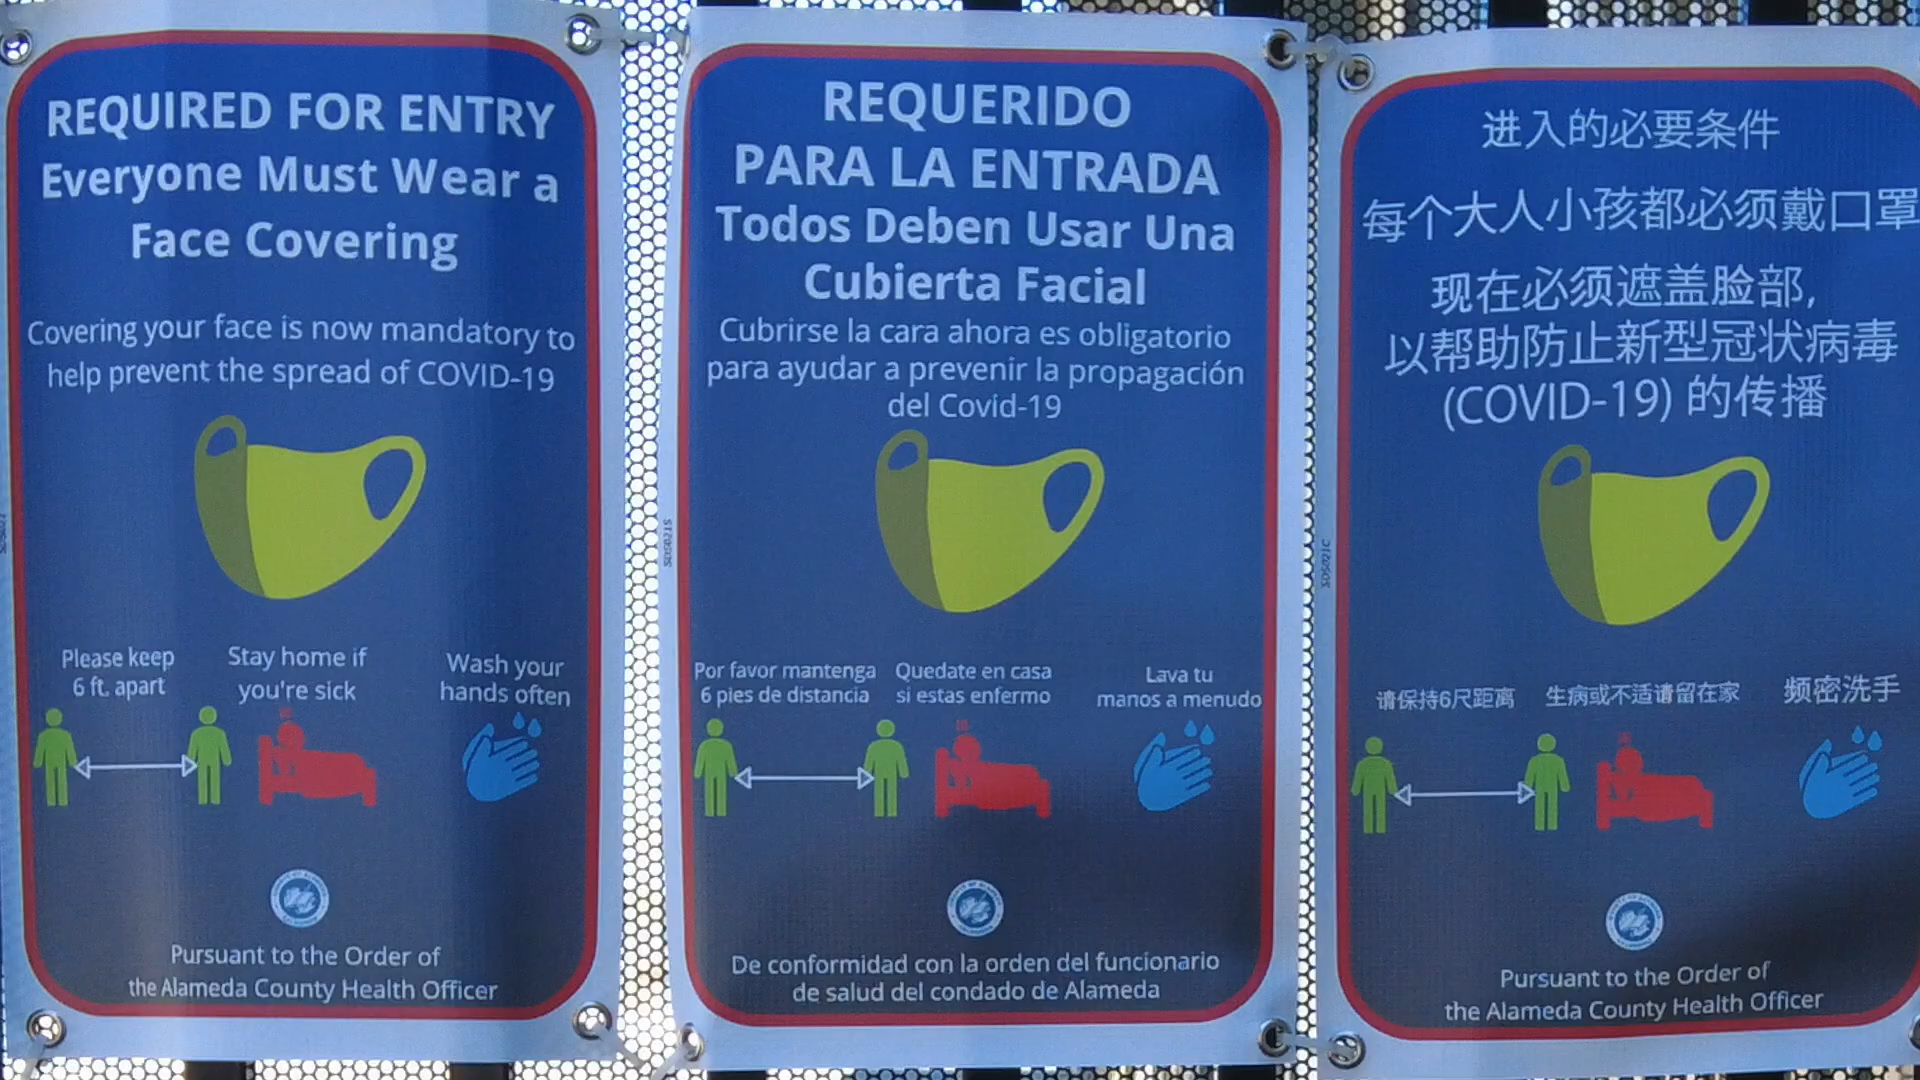 REQUIRED FOR ENTRY
Everyone Must Wear a
Face Covering
Covering your face is now mandatory to
help prevent the spread of COVID-19
Please keep
6 ft. apart
Stay home if
you're sick
Wash your
hands often
Pursuant to the Order of
the Alameda County Health Officer
REQUERIDO
PARA LA ENTRADA
Todos Deben Usar Una
Cubierta Facial
Cubrirse la cara ahora es obligatorio
para ayudar a prevenir la propagación
del Covid-19
Por favor mantenga
6 pies de distancia
Quedate en casa
si estas enfermo
Lava tu
manos a menudo
De conformidad con la orden del funcionario
de salud del condado de Alameda
进入的必要条件
每个大人小孩都必须戴口罩
现在必须遮盖脸部,
以帮助防止新型冠状病毒
(COVID-19) 的传播
请保持6尺距离
生病或不适请留在家
频密洗手
Pursuant to the Order of
the Alameda County Health Officer